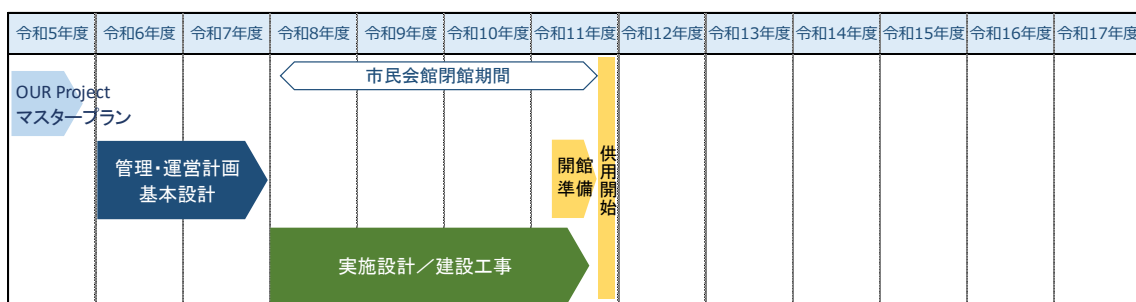 令和5年度 令和6年度 令和7年度 令和8年度 令和9年度 令和10年度 令和11年度 令和12年度 令和13年度 令和14年度 令和15年度 令和16年度 令和17年度
市民会館閉館期間
OUR Project
マスタープラン
管理・運営計画
基本設計
開館
準備
供用開始
実施設計／建設工事